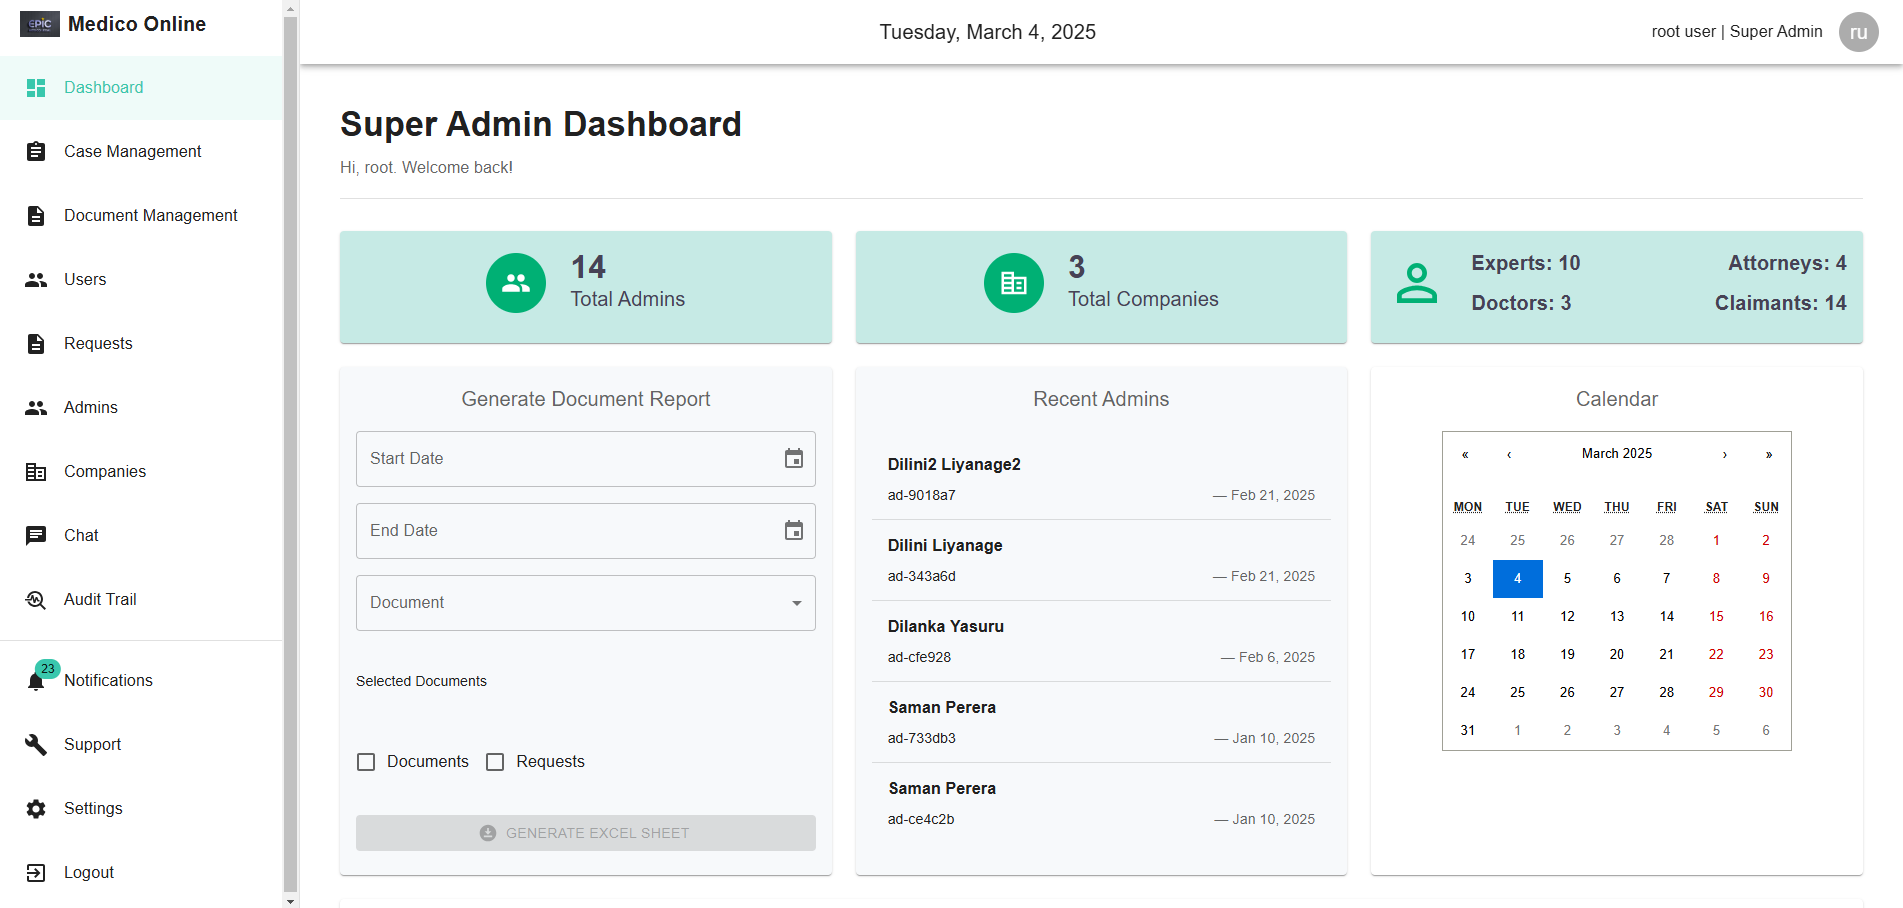 EPIC
Medico Online
Tuesday, March 4, 2025
root user | Super Admin
ru
Dashboard
Case Management
Document Management
Users
Requests
Admins
Companies
Chat
Audit Trail
23
Notifications
Support
Settings
Logout
Super Admin Dashboard
Hi, root. Welcome back!
14
Total Admins
3
Total Companies
Experts: 10
Attorneys: 4
Doctors: 3
Claimants: 14
Generate Document Report
Start Date
End Date
Document
Selected Documents
Documents Requests
GENERATE EXCEL SHEET
Recent Admins
Dilini2 Liyanage2
ad-9018a7 — Feb 21, 2025
Dilini Liyanage
ad-343a6d — Feb 21, 2025
Dilanka Yasuru
ad-cfe928 — Feb 6, 2025
Saman Perera
ad-733db3 — Jan 10, 2025
Saman Perera
ad-ce4c2b — Jan 10, 2025
Calendar
« ‹ March 2025 › »
MON TUE WED THU FRI SAT SUN
24 25 26 27 28 1 2
3 4 5 6 7 8 9
10 11 12 13 14 15 16
17 18 19 20 21 22 23
24 25 26 27 28 29 30
31 1 2 3 4 5 6